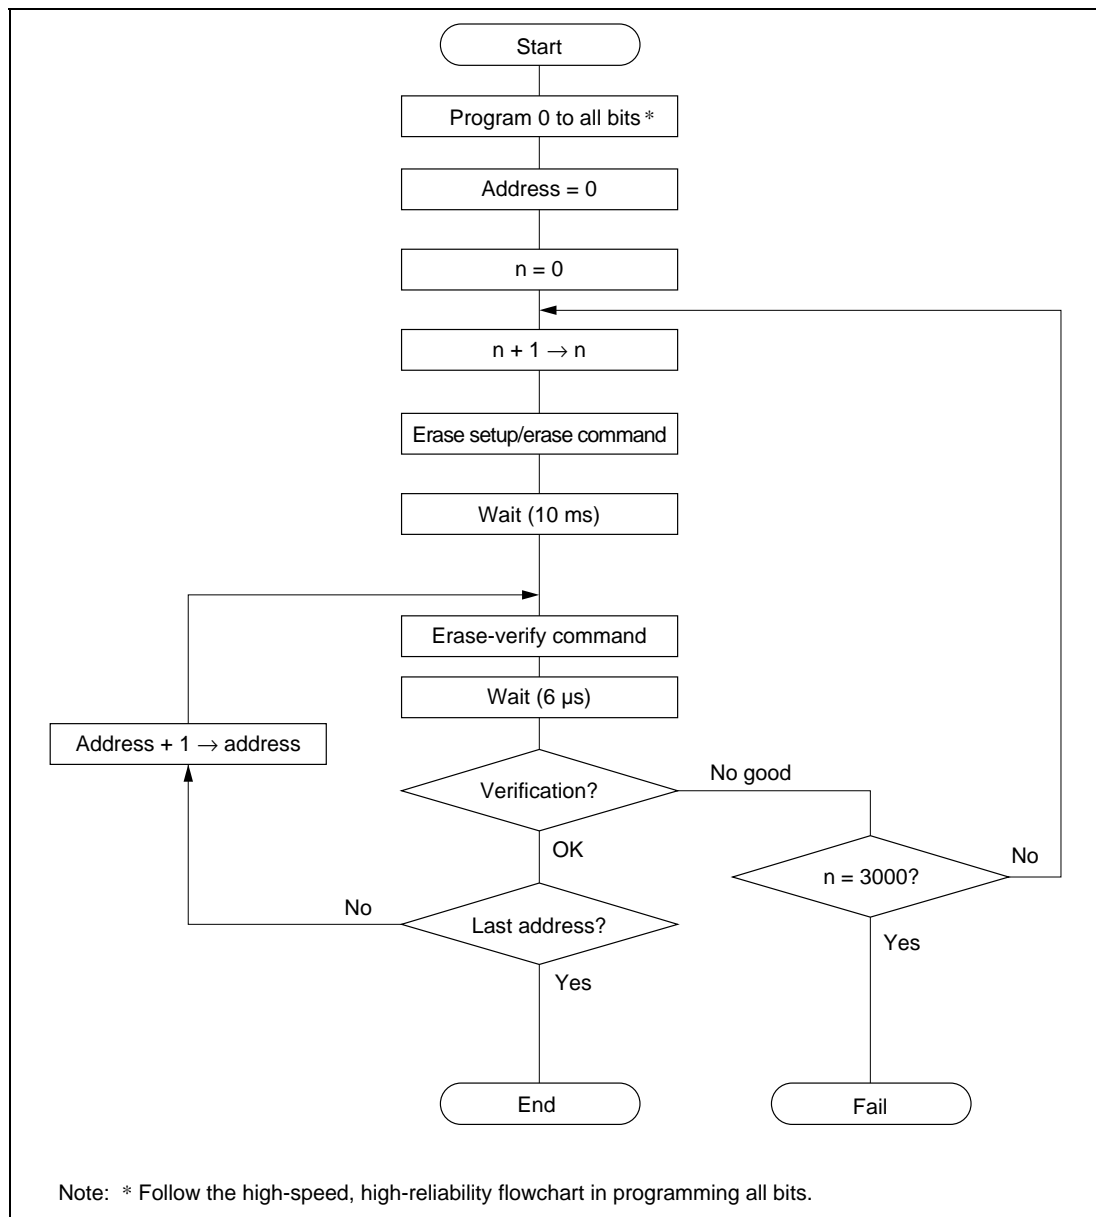 Start
Program 0 to all bits *
Address = 0
n = 0
n + 1 → n
Erase setup/erase command
Wait (10 ms)
Erase-verify command
Wait (6 µs)
Address + 1 → address
Verification?
No good
OK
n = 3000?
No
No
Last address?
Yes
Yes
End
Fail
Note: * Follow the high-speed, high-reliability flowchart in programming all bits.